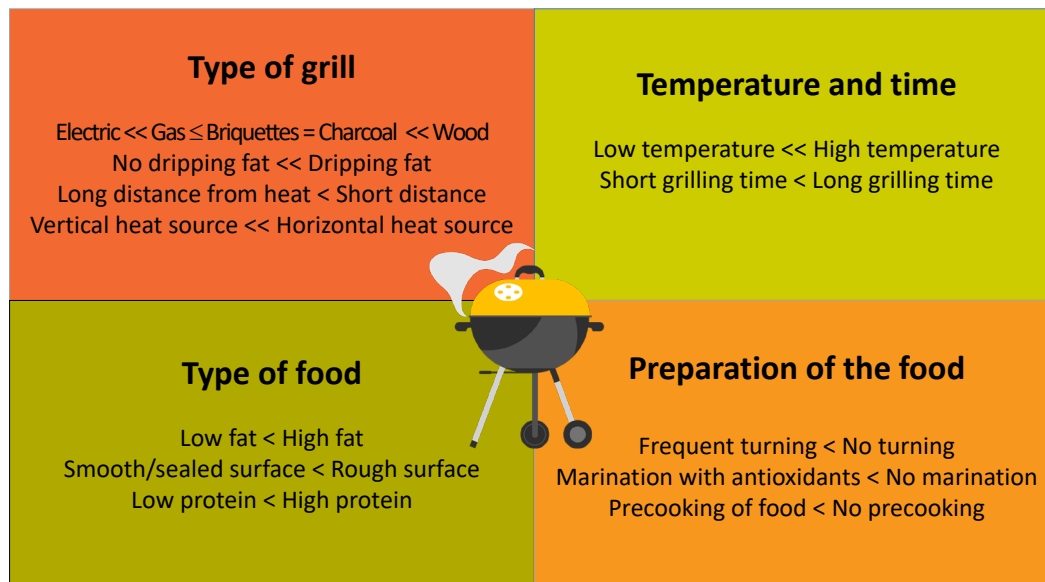 Type of grill
Electric << Gas ≤ Briquettes = Charcoal << Wood
No dripping fat << Dripping fat
Long distance from heat < Short distance
Vertical heat source << Horizontal heat source
Temperature and time
Low temperature << High temperature
Short grilling time < Long grilling time
Type of food
Low fat < High fat
Smooth/sealed surface < Rough surface
Low protein < High protein
Preparation of the food
Frequent turning < No turning
Marination with antioxidants < No marination
Precooking of food < No precooking